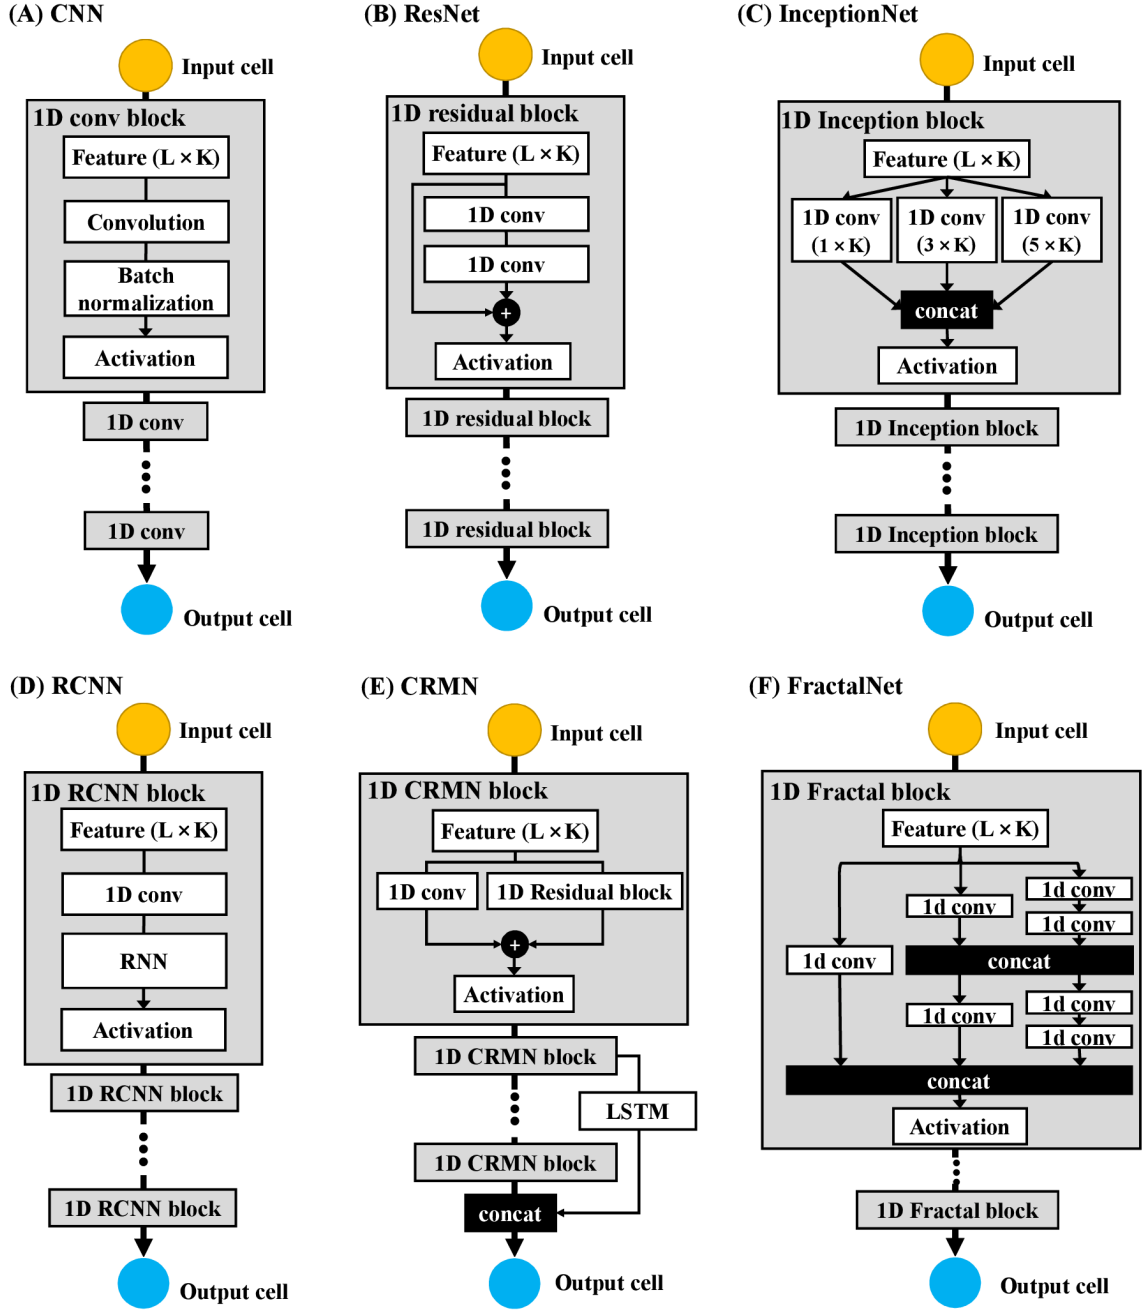 (A) CNN
Input cell
1D conv block
Feature (L × K)
Convolution
Batch
normalization
Activation
1D conv
1D conv
Output cell
(B) ResNet
Input cell
1D residual block
Feature (L × K)
1D conv
1D conv
+
Activation
1D residual block
1D residual block
Output cell
(C) InceptionNet
Input cell
1D Inception block
Feature (L × K)
1D conv
(1 × K)
1D conv
(3 × K)
1D conv
(5 × K)
concat
Activation
1D Inception block
1D Inception block
Output cell
(D) RCNN
Input cell
1D RCNN block
Feature (L × K)
1D conv
RNN
Activation
1D RCNN block
1D RCNN block
Output cell
(E) CRMN
Input cell
1D CRMN block
Feature (L × K)
1D conv
1D Residual block
+
Activation
1D CRMN block
LSTM
1D CRMN block
concat
Output cell
(F) FractalNet
Input cell
1D Fractal block
Feature (L × K)
1d conv
1d conv
1d conv
1d conv
concat
1d conv
1d conv
1d conv
concat
Activation
1D Fractal block
Output cell